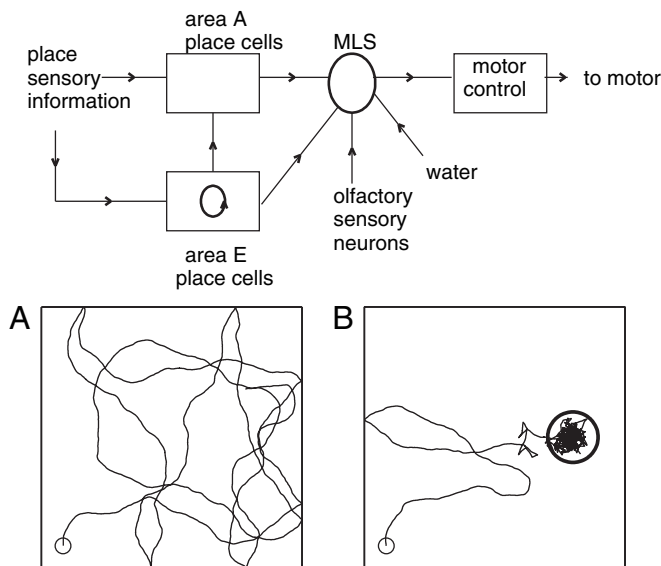 area A
place cells
MLS
place
sensory
information
motor
control
to motor
water
olfactory
sensory
neurons
area E
place cells
A
B